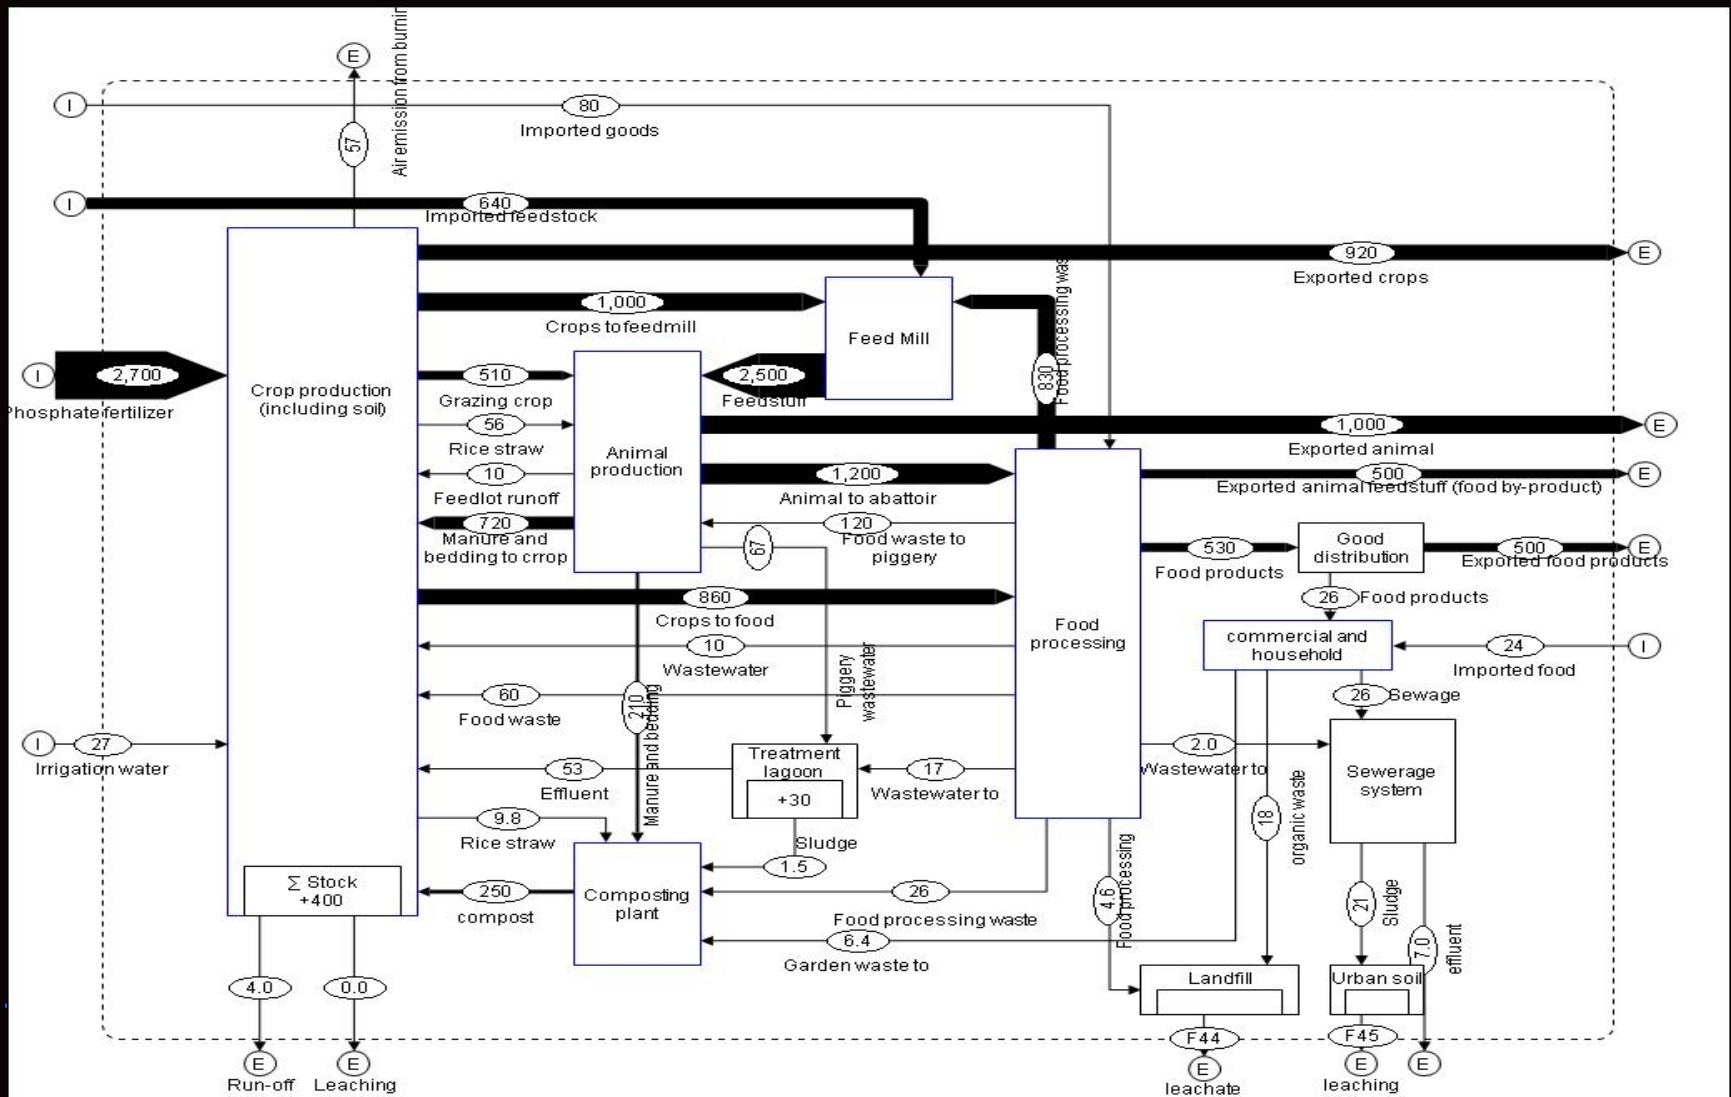 E
Air emission from burnin
57
I
80
Imported goods
I
640
Imported feedstock
920
E
Exported crops
1,000
Crops to feedmill
Feed Mill
830
Food processing was
I
2,700
Phosphate fertilizer
Crop production
(including soil)
510
Grazing crop
2,500
Feedstuff
56
Rice straw
Animal
production
1,000
E
Exported animal
10
Feedlot runoff
1,200
Animal to abattoir
500
E
Exported animal feedstuff (food by-product)
720
Manure and
bedding to crrop
67
120
Food waste to
piggery
530
Food products
Good
distribution
500
E
Exported food products
26
Food products
860
Crops to food
Food
processing
commercial and
household
24
I
Imported food
10
Wastewater
Piggery
wastewater
60
Food waste
210
Manure and bedding
26
Sewage
I
27
Irrigation water
53
Effluent
Treatment
lagoon
+30
17
Wastewater to
2.0
Wastewater to
Sewerage
system
9.8
Rice straw
Sludge
1.5
18
organic waste
Σ Stock
+400
250
compost
Composting
plant
26
Food processing waste
4.6
Food processing
6.4
Garden waste to
21
Sludge
7.0
effluent
4.0
0.0
Landfill
Urban soil
F44
F45
E
Run-off
E
Leaching
E
leachate
E
leaching
E